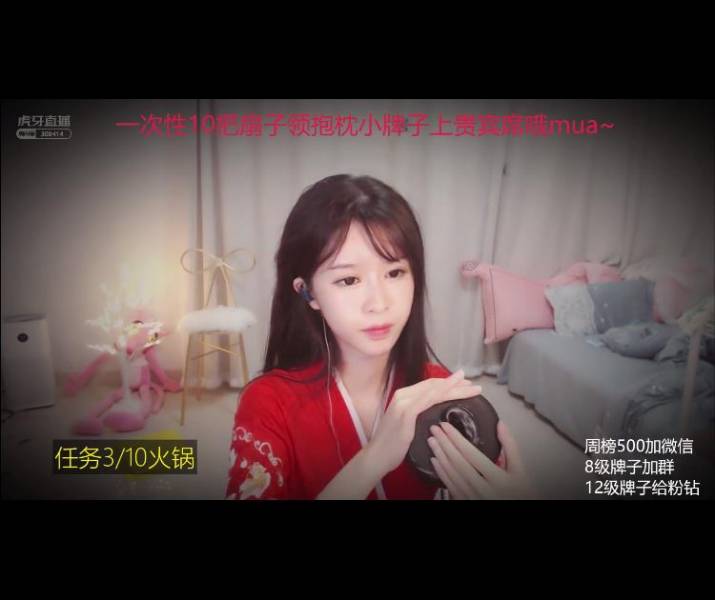 虎牙直播
一次性10把扇子领抱枕小牌子上贵宾席哦mua~
任务3/10火锅
周榜500加微信
8级牌子加群
12级牌子给粉钻